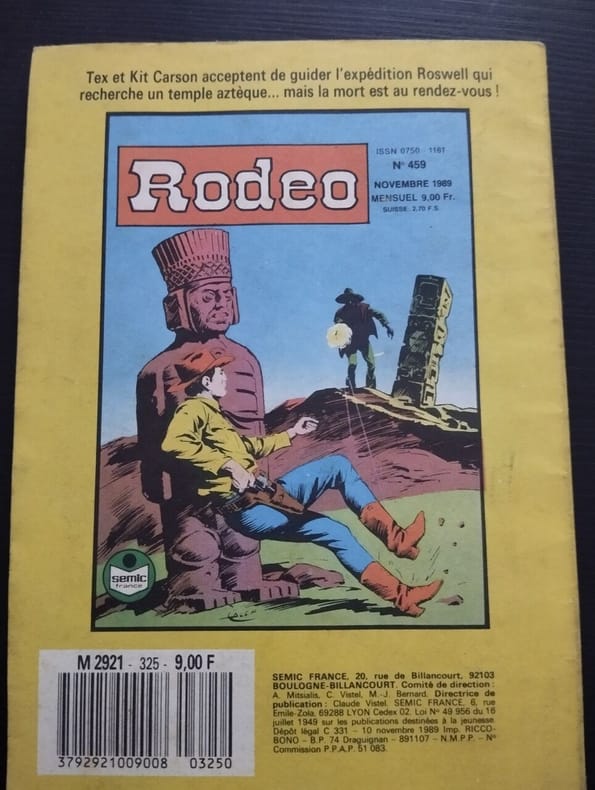 Tex et Kit Carson acceptent de guider l'expédition Roswell qui
recherche un temple aztèque... mais la mort est au rendez-vous !
ISSN 0750 - 1161
N° 459
Rodeo
NOVEMBRE 1989
MENSUEL 9,00 Fr.
SUISSE. 2,70 F.S.
semic
france
M 2921 - 325 - 9,00 F
3792921009008 03250
SEMIC FRANCE, 20, rue de Billancourt, 92103
BOULOGNE-BILLANCOURT. Comité de direction :
A. Mitsialis, C. Vistel, M.-J. Bernard. Directrice de
publication : Claude Vistel. SEMIC FRANCE, 6, rue
Emile-Zola, 69288 LYON Cedex 02. Loi N° 49 956 du 16
juillet 1949 sur les publications destinées à la jeunesse.
Dépôt légal C 331 – 10 novembre 1989 Imp. RICCO-
BONO – B.P. 74 Draguignan – 891107 – N.M.P.P. – N°
Commission P.P.A.P. 51 083.